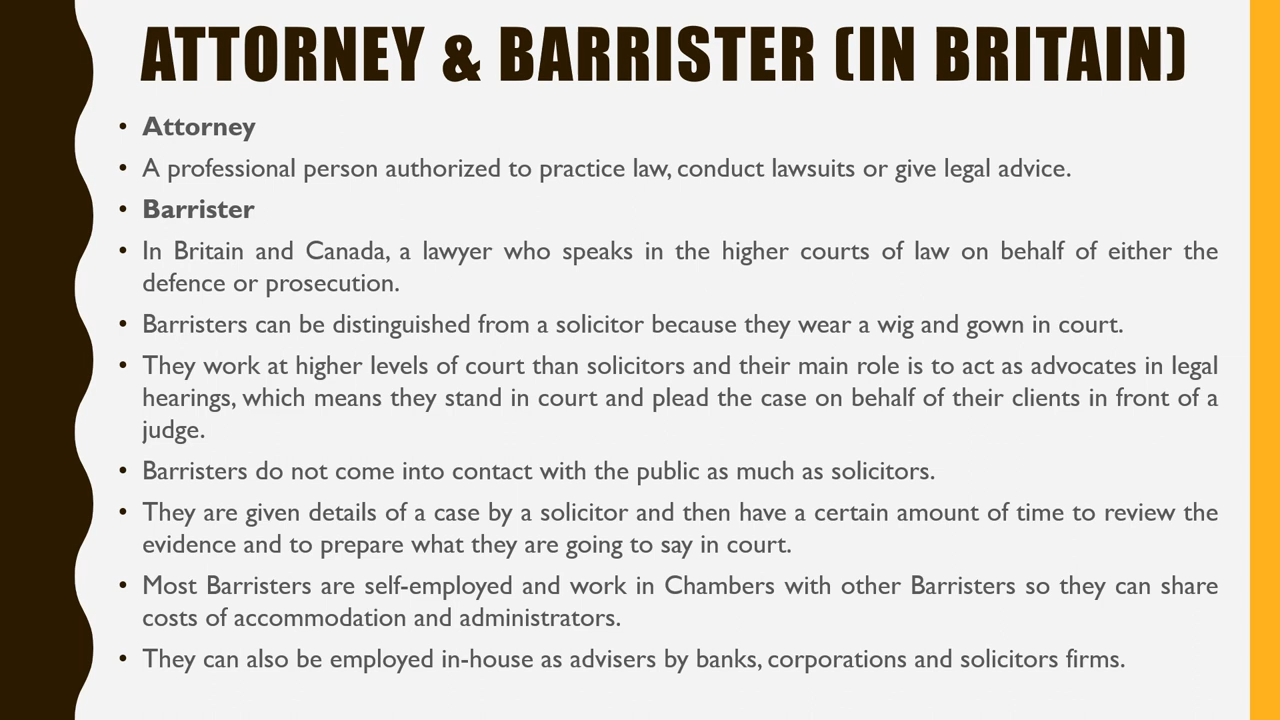 ATTORNEY & BARRISTER (IN BRITAIN)
• Attorney
• A professional person authorized to practice law, conduct lawsuits or give legal advice.
• Barrister
• In Britain and Canada, a lawyer who speaks in the higher courts of law on behalf of either the
defence or prosecution.
• Barristers can be distinguished from a solicitor because they wear a wig and gown in court.
• They work at higher levels of court than solicitors and their main role is to act as advocates in legal
hearings, which means they stand in court and plead the case on behalf of their clients in front of a
judge.
• Barristers do not come into contact with the public as much as solicitors.
• They are given details of a case by a solicitor and then have a certain amount of time to review the
evidence and to prepare what they are going to say in court.
• Most Barristers are self-employed and work in Chambers with other Barristers so they can share
costs of accommodation and administrators.
• They can also be employed in-house as advisers by banks, corporations and solicitors firms.